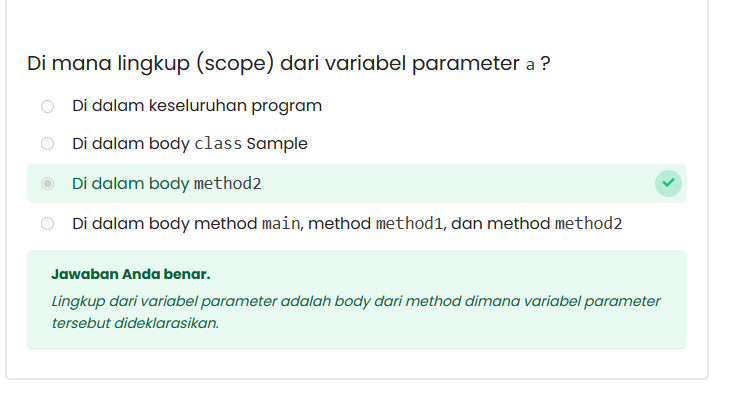 Di mana lingkup (scope) dari variabel parameter a ?
Di dalam keseluruhan program
Di dalam body class Sample
Di dalam body method2
Di dalam body method main, method method1, dan method method2
Jawaban Anda benar.
Lingkup dari variabel parameter adalah body dari method dimana variabel parameter
tersebut dideklarasikan.